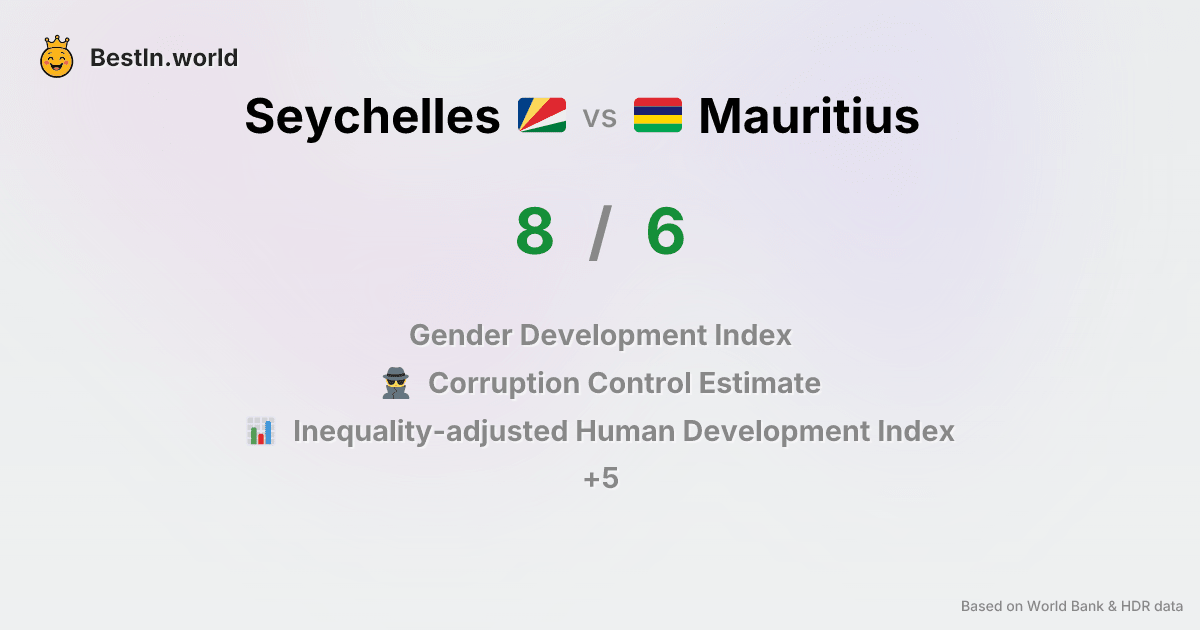 BestIn.world
Seychelles vs Mauritius
8 / 6
Gender Development Index
Corruption Control Estimate
Inequality-adjusted Human Development Index
+5
Based on World Bank & HDR data